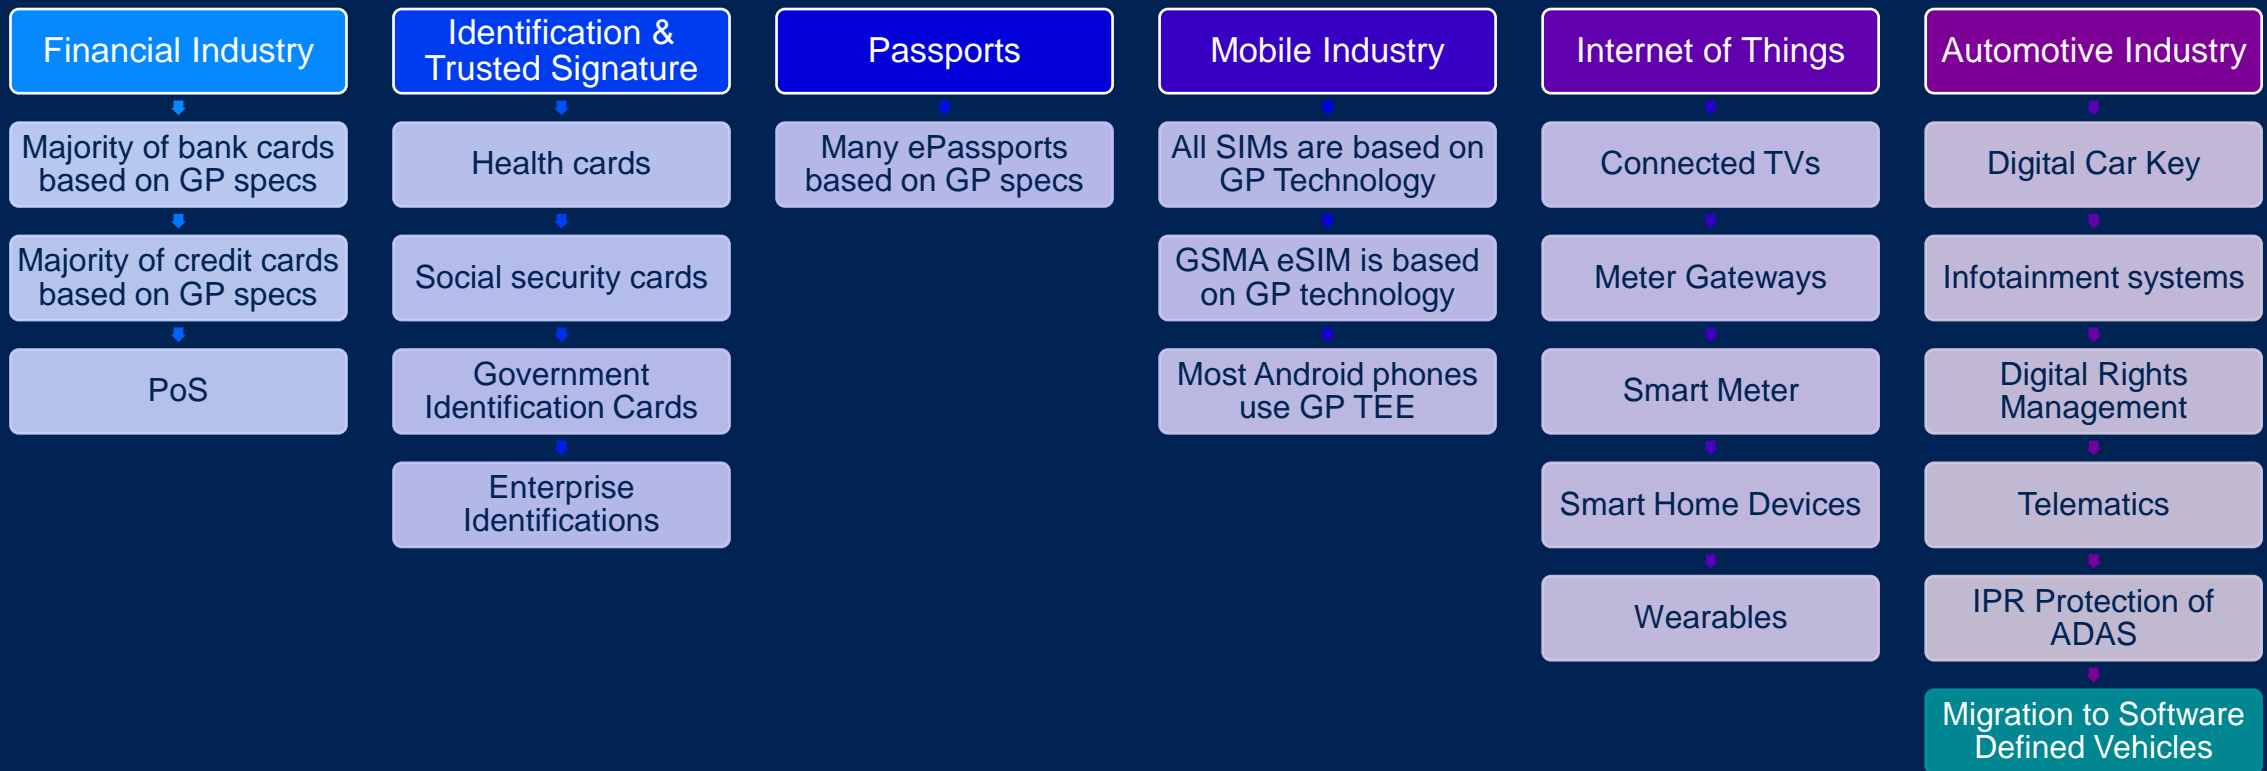 Financial Industry
Majority of bank cards
based on GP specs
Majority of credit cards
based on GP specs
PoS
Identification &
Trusted Signature
Health cards
Social security cards
Government
Identification Cards
Enterprise
Identifications
Passports
Many ePassports
based on GP specs
Mobile Industry
All SIMs are based on
GP Technology
GSMA eSIM is based
on GP technology
Most Android phones
use GP TEE
Internet of Things
Connected TVs
Meter Gateways
Smart Meter
Smart Home Devices
Wearables
Automotive Industry
Digital Car Key
Infotainment systems
Digital Rights
Management
Telematics
IPR Protection of
ADAS
Migration to Software
Defined Vehicles